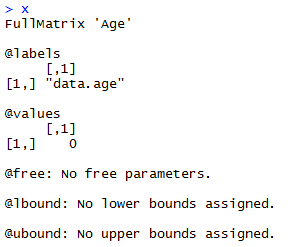 > x
FullMatrix 'Age'
@labels
[,1]
[1,] "data.age"
@values
[,1]
[1,] 0
@free: No free parameters.
@lbound: No lower bounds assigned.
@ubound: No upper bounds assigned.